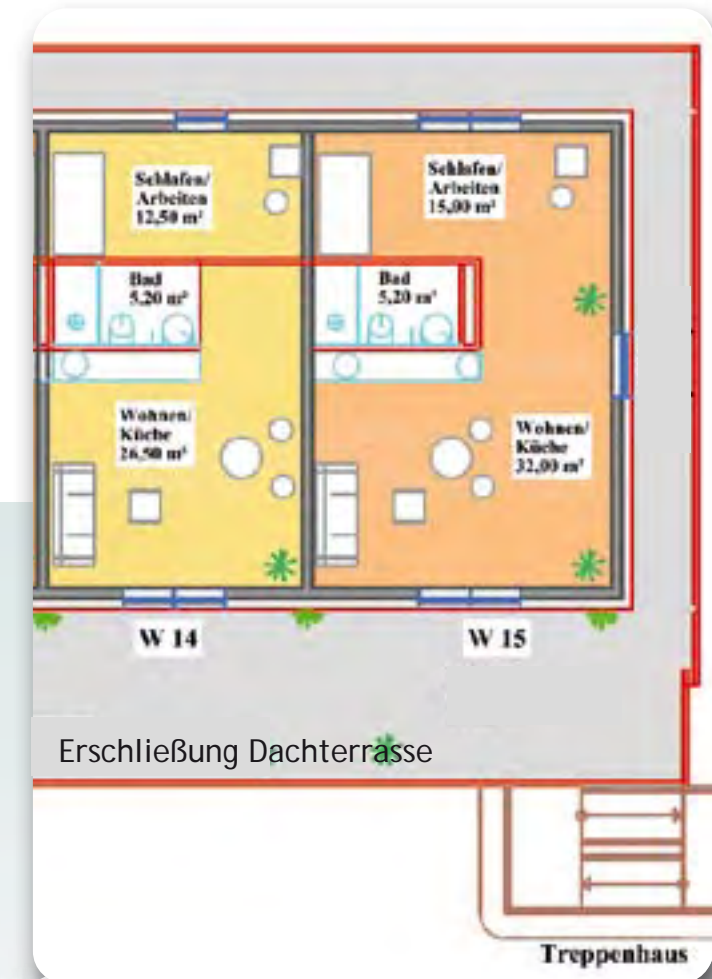 Schlafen/
Arbeiten
12,50 m²
Schlafen/
Arbeiten
15,00 m²
Bad
5,20 m²
Bad
5,20 m²
Wohnen/
Küche
26,50 m²
Wohnen/
Küche
32,00 m²
W 14
W 15
Erschließung Dachterrasse
Treppenhaus